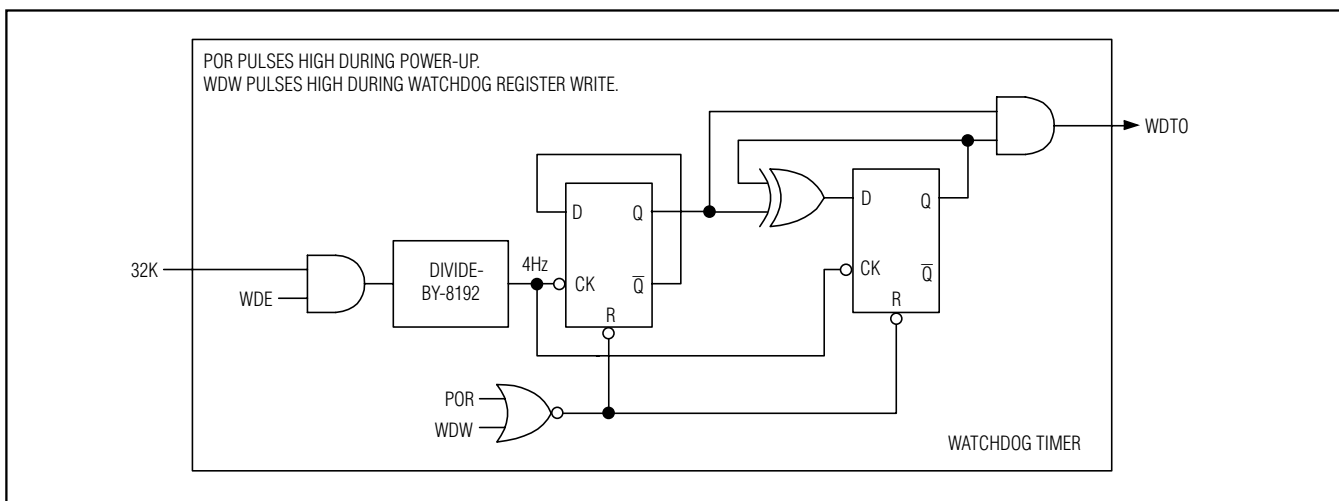 POR PULSES HIGH DURING POWER-UP.
WDW PULSES HIGH DURING WATCHDOG REGISTER WRITE.
WDTO
D
Q
D
Q
32K
WDE
DIVIDE-
BY-8192
4Hz
CK
Q
R
CK
Q
R
POR
WDW
WATCHDOG TIMER